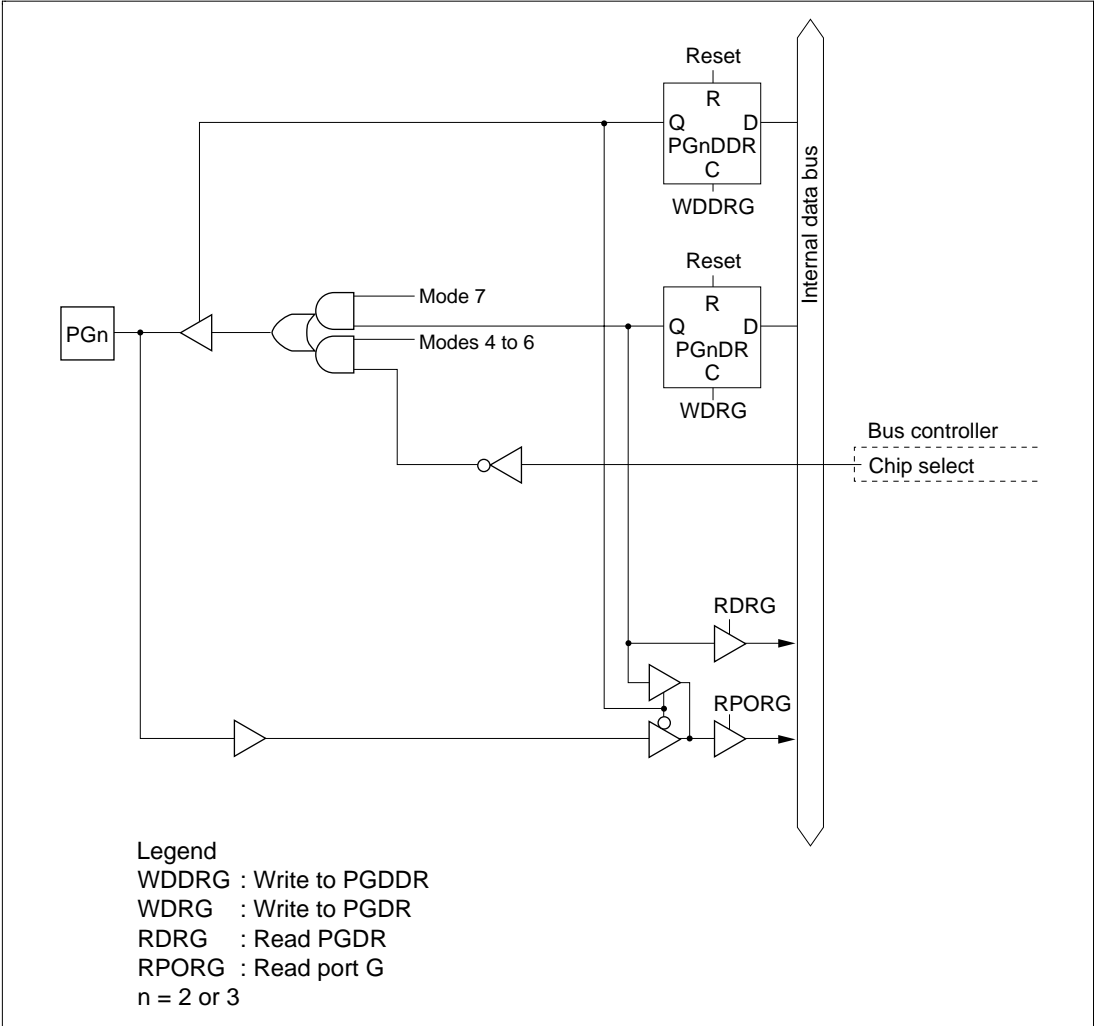 Reset
R
Q D
PGnDDR
C
WDDRG
Internal data bus
Reset
R
Q D
PGnDR
C
WDRG
Mode 7
PGn
Modes 4 to 6
Bus controller
Chip select
RDRG
RPORG
Legend
WDDRG : Write to PGDDR
WDRG : Write to PGDR
RDRG : Read PGDR
RPORG : Read port G
n = 2 or 3